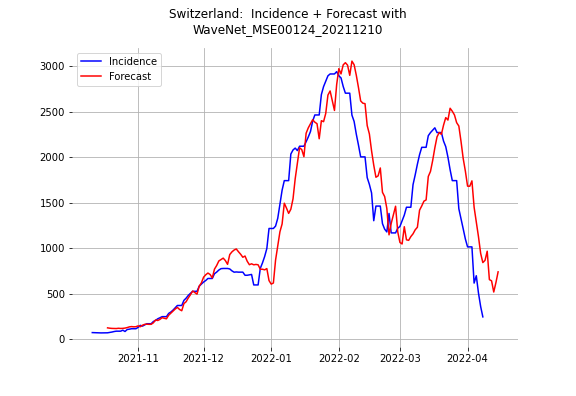 Switzerland:  Incidence + Forecast with
WaveNet_MSE00124_20211210
Incidence
Forecast
3000
2500
2000
1500
1000
500
0
2021-11 2021-12 2022-01 2022-02 2022-03 2022-04